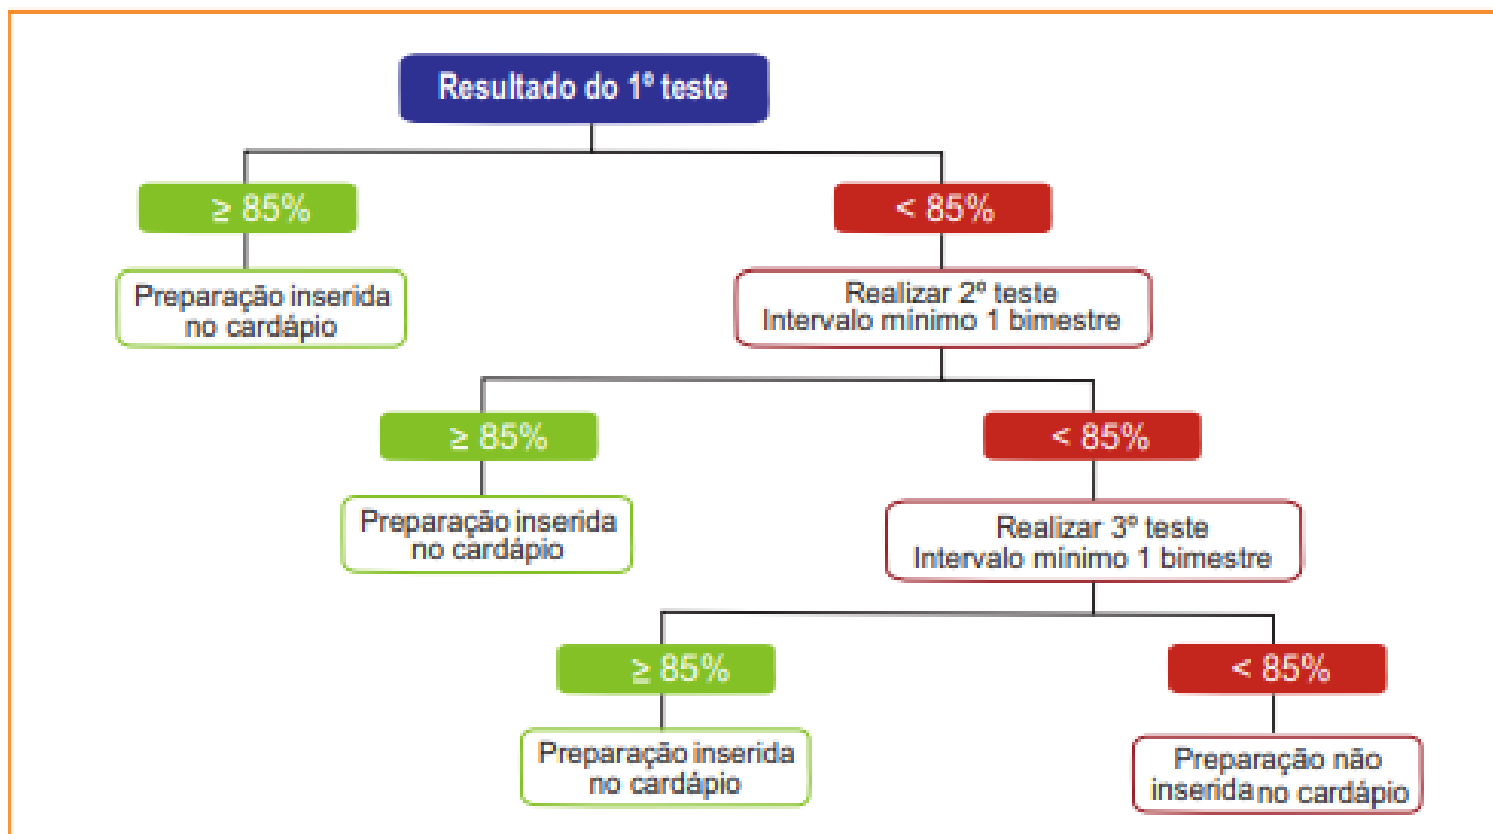 Resultado do 1º teste
≥ 85%
< 85%
Preparação inserida
no cardápio
Realizar 2º teste
Intervalo mínimo 1 bimestre
≥ 85%
< 85%
Preparação inserida
no cardápio
Realizar 3º teste
Intervalo mínimo 1 bimestre
≥ 85%
< 85%
Preparação inserida
no cardápio
Preparação não
inserida no cardápio